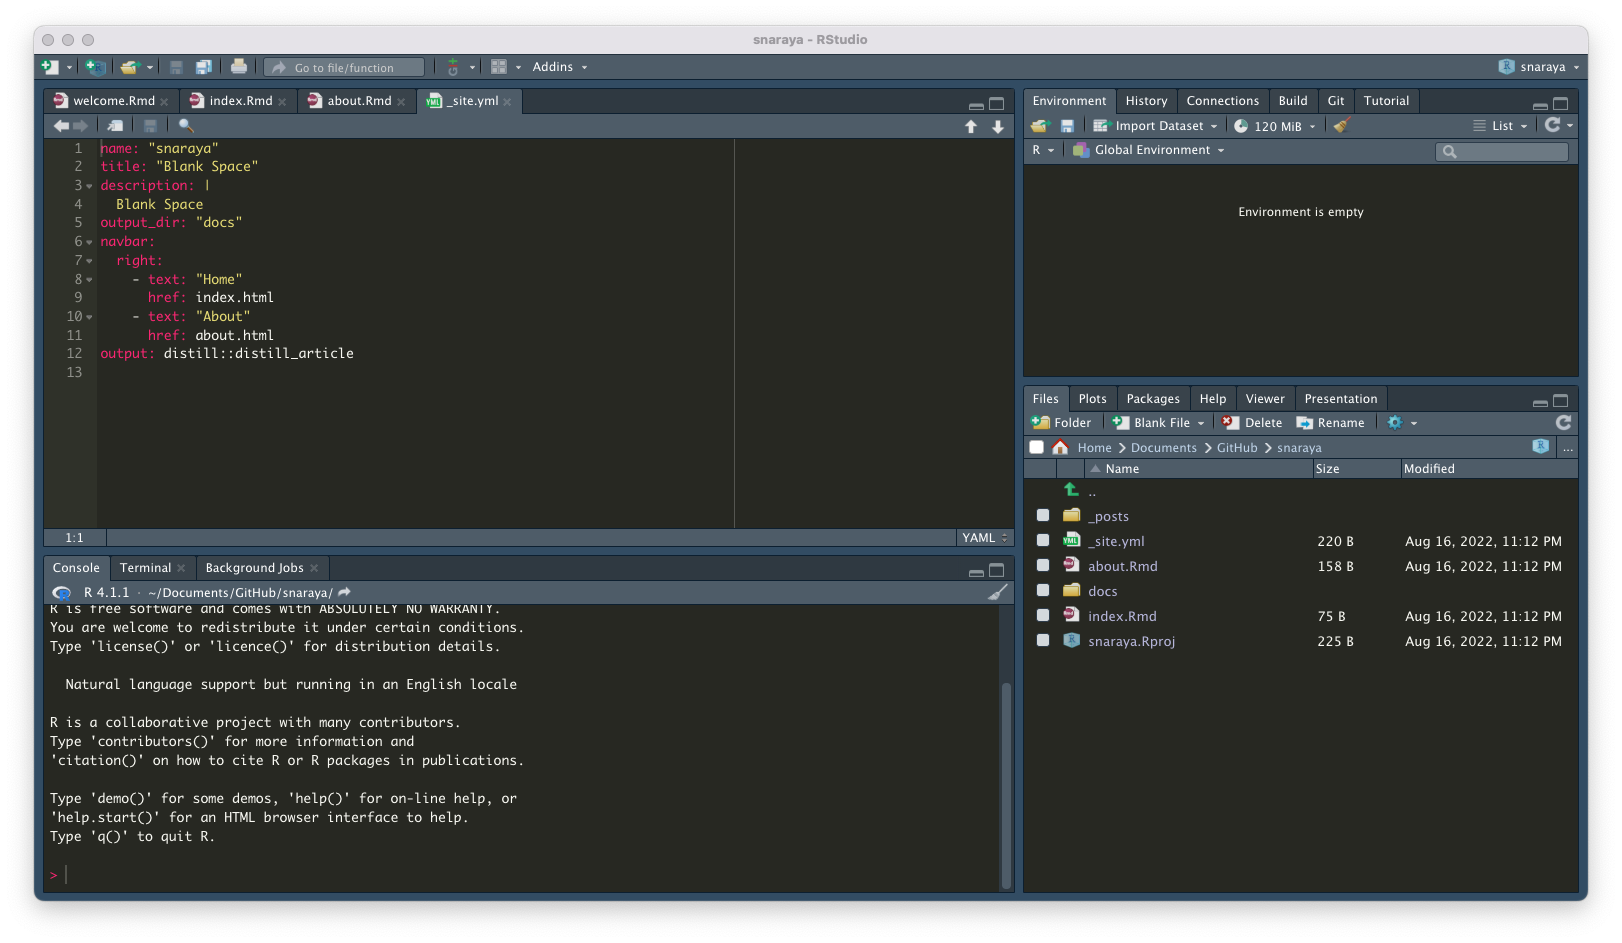 snaraya - RStudio
Go to file/function
Addins
snaraya
welcome.Rmd
index.Rmd
about.Rmd
_site.yml
1 name: "snaraya"
2 title: "Blank Space"
3 description: |
4 Blank Space
5 output_dir: "docs"
6 navbar:
7 right:
8 - text: "Home"
9 href: index.html
10 - text: "About"
11 href: about.html
12 output: distill::distill_article
13
1:1
YAML
Console
Terminal
Background Jobs
R 4.1.1 · ~/Documents/GitHub/snaraya/
R is free software and comes with ABSOLUTELY NO WARRANTY.
You are welcome to redistribute it under certain conditions.
Type 'license()' or 'licence()' for distribution details.
Natural language support but running in an English locale
R is a collaborative project with many contributors.
Type 'contributors()' for more information and
'citation()' on how to cite R or R packages in publications.
Type 'demo()' for some demos, 'help()' for on-line help, or
'help.start()' for an HTML browser interface to help.
Type 'q()' to quit R.
>
Environment
History
Connections
Build
Git
Tutorial
Import Dataset
120 MiB
List
R
Global Environment
Environment is empty
Files
Plots
Packages
Help
Viewer
Presentation
Folder
Blank File
Delete
Rename
Home
Documents
GitHub
snaraya
R
...
Name Size Modified
..
_posts
YML _site.yml 220 B Aug 16, 2022, 11:12 PM
Rmd about.Rmd 158 B Aug 16, 2022, 11:12 PM
docs
Rmd index.Rmd 75 B Aug 16, 2022, 11:12 PM
R snaraya.Rproj 225 B Aug 16, 2022, 11:12 PM